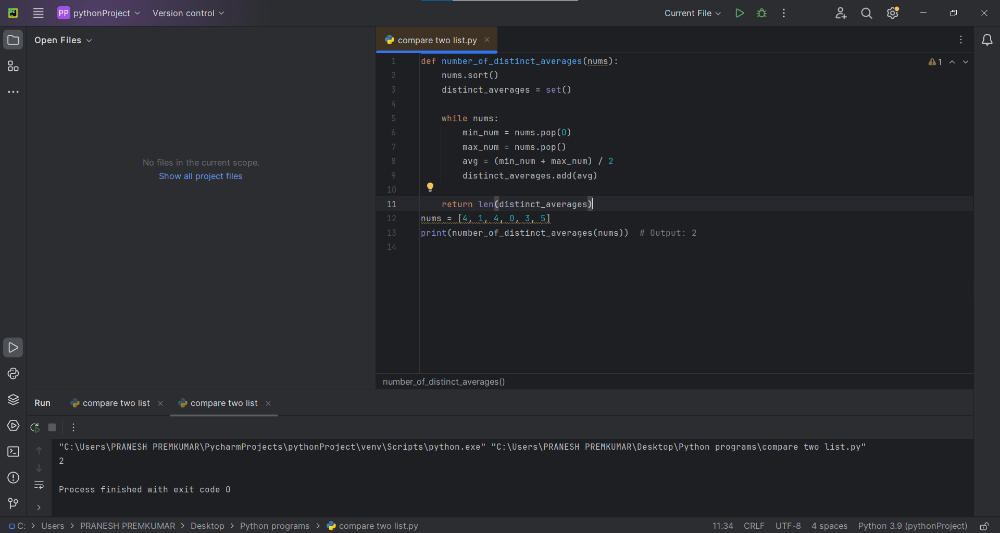 PC PP pythonProject Version control Current File
Open Files
compare two list.py
No files in the current scope.
Show all project files
1 def number_of_distinct_averages(nums):
2     nums.sort()
3     distinct_averages = set()
4
5     while nums:
6         min_num = nums.pop(0)
7         max_num = nums.pop()
8         avg = (min_num + max_num) / 2
9         distinct_averages.add(avg)
10
11     return len(distinct_averages)
12 nums = [4, 1, 4, 0, 3, 5]
13 print(number_of_distinct_averages(nums))  # Output: 2
14
1
number_of_distinct_averages()
Run compare two list compare two list
"C:\Users\PRANESH PREMKUMAR\PycharmProjects\pythonProject\venv\Scripts\python.exe" "C:\Users\PRANESH PREMKUMAR\Desktop\Python programs\compare two list.py"
2
Process finished with exit code 0
C: > Users > PRANESH PREMKUMAR > Desktop > Python programs > compare two list.py 11:34 CRLF UTF-8 4 spaces Python 3.9 (pythonProject)